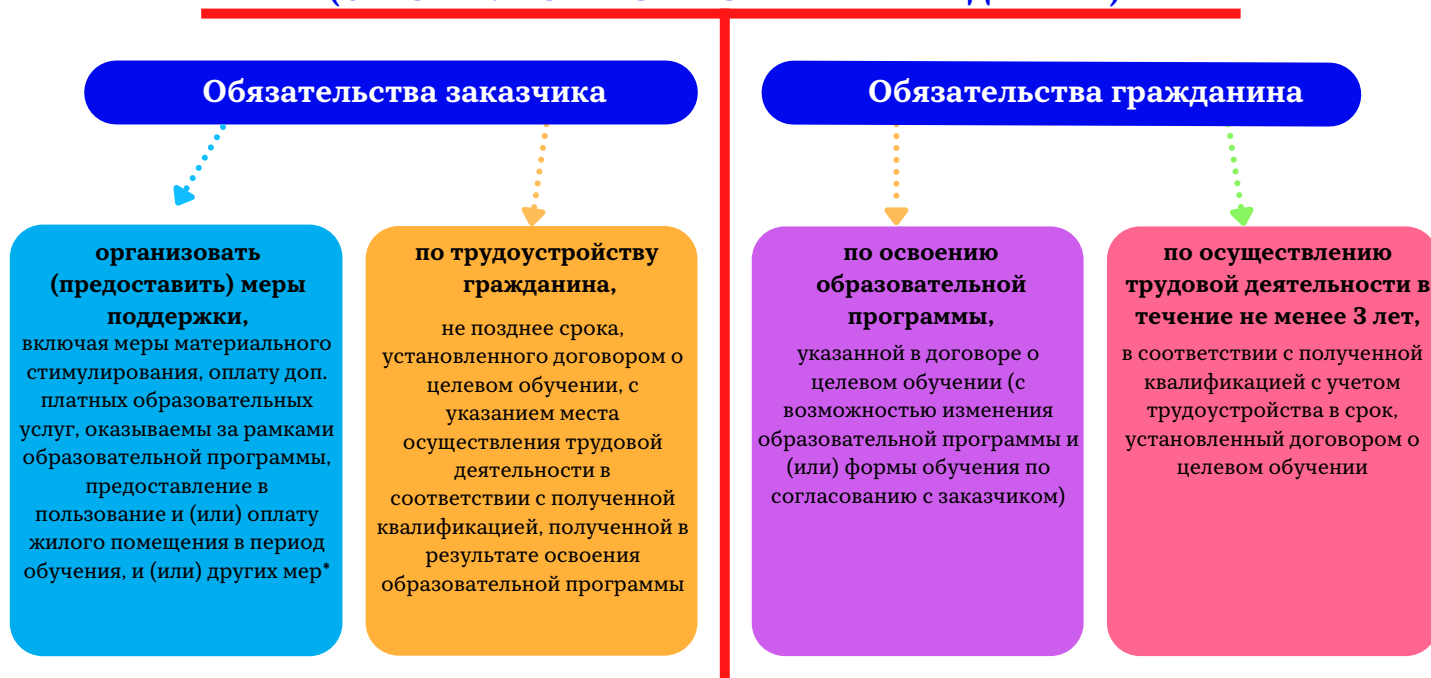 Обязательства заказчика
организовать
(предоставить) меры
поддержки,
включая меры материального
стимулирования, оплату доп.
платных образовательных
услуг, оказываемы за рамками
образовательной программы,
предоставление в
пользование и (или) оплату
жилого помещения в период
обучения, и (или) других мер*
по трудоустройству
гражданина,
не позднее срока,
установленного договором о
целевом обучении, с
указанием места
осуществления трудовой
деятельности в
соответствии с полученной
квалификацией, полученной в
результате освоения
образовательной программы
Обязательства гражданина
по освоению
образовательной
программы,
указанной в договоре о
целевом обучении (с
возможностью изменения
образовательной программы и
(или) формы обучения по
согласованию с заказчиком)
по осуществлению
трудовой деятельности в
течение не менее 3 лет,
в соответствии с полученной
квалификацией с учетом
трудоустройства в срок,
установленный договором о
целевом обучении